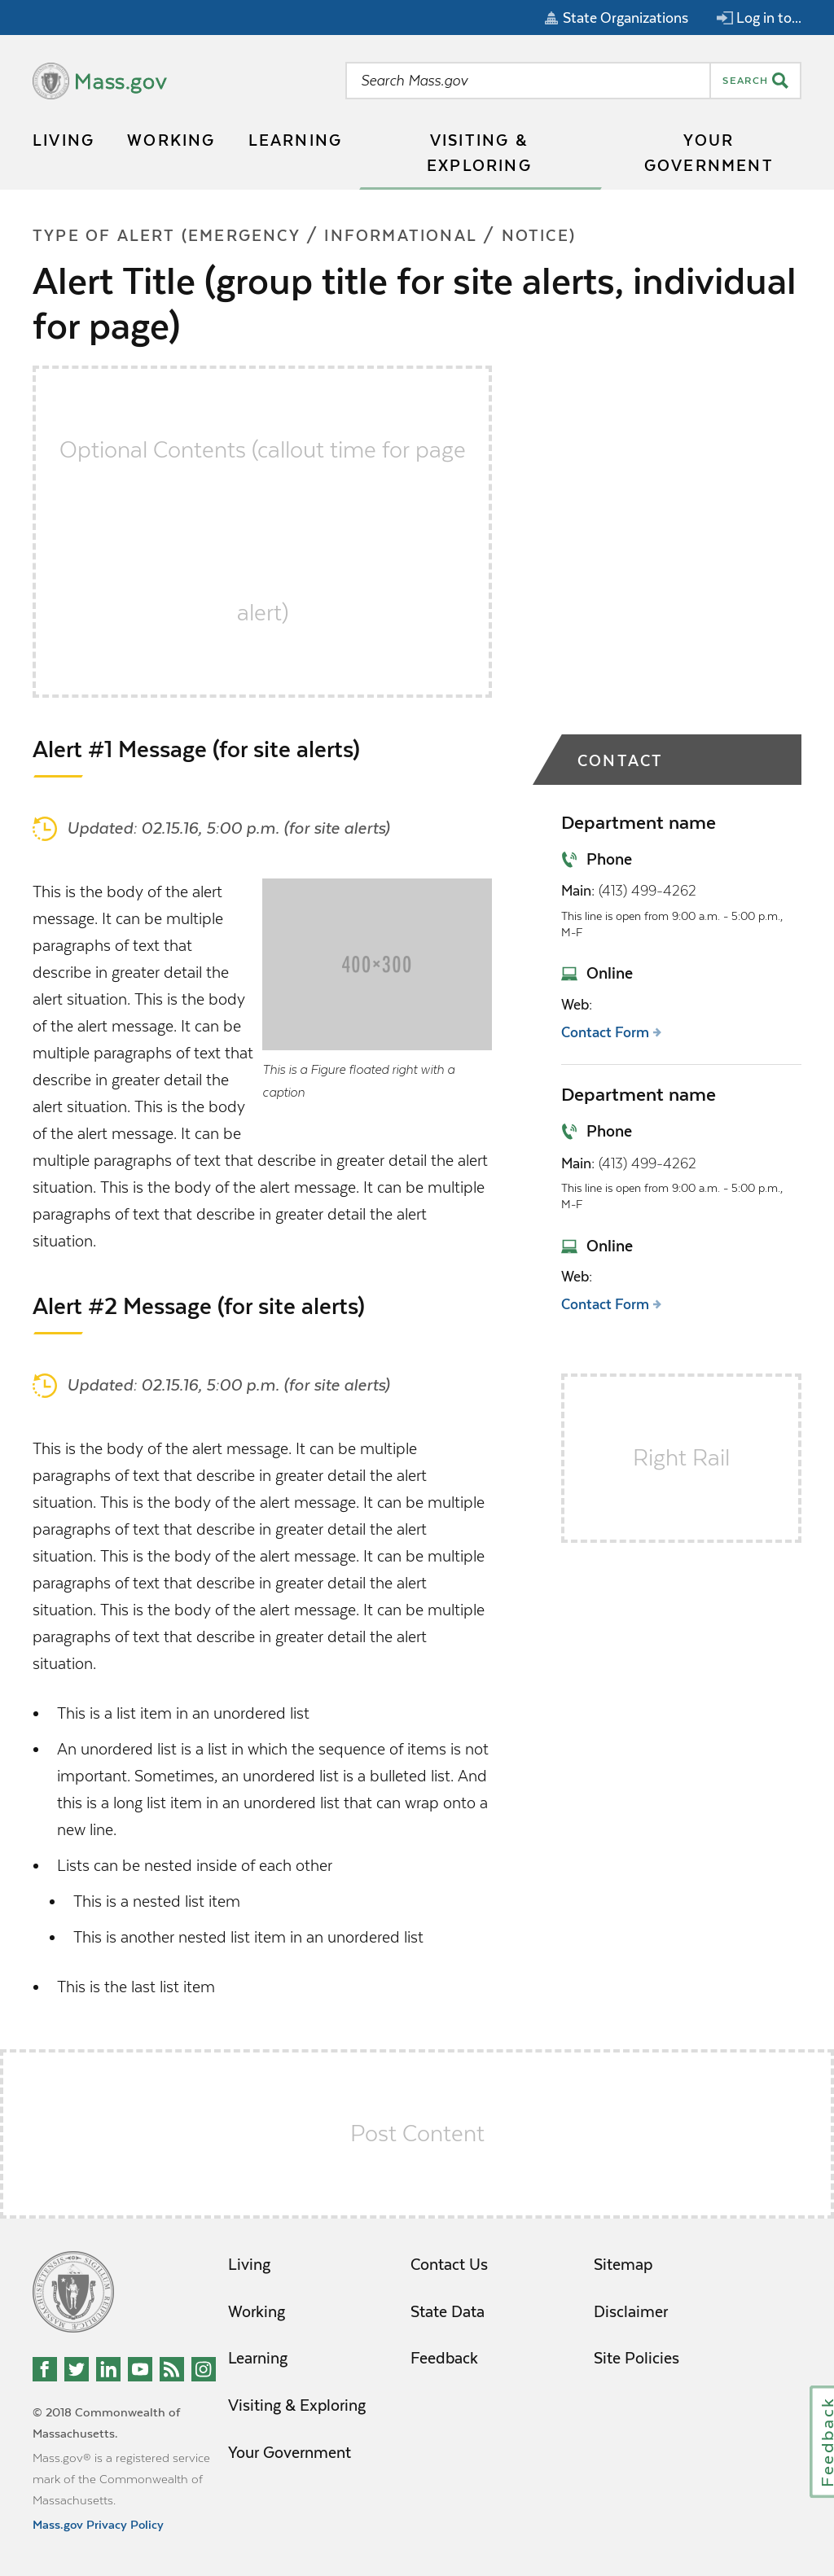 State Organizations
Log in to...
Mass.gov
Search Mass.gov
SEARCH
LIVING
WORKING
LEARNING
VISITING &
EXPLORING
YOUR
GOVERNMENT
TYPE OF ALERT (EMERGENCY / INFORMATIONAL / NOTICE)
Alert Title (group title for site alerts, individual
for page)
Optional Contents (callout time for page
alert)
Alert #1 Message (for site alerts)
Updated: 02.15.16, 5:00 p.m. (for site alerts)
This is the body of the alert
message. It can be multiple
paragraphs of text that
describe in greater detail the
alert situation. This is the body
of the alert message. It can be
multiple paragraphs of text that
describe in greater detail the
alert situation. This is the body
of the alert message. It can be
multiple paragraphs of text that describe in greater detail the alert
situation. This is the body of the alert message. It can be multiple
paragraphs of text that describe in greater detail the alert
situation.
400×300
This is a Figure floated right with a
caption
Alert #2 Message (for site alerts)
Updated: 02.15.16, 5:00 p.m. (for site alerts)
This is the body of the alert message. It can be multiple
paragraphs of text that describe in greater detail the alert
situation. This is the body of the alert message. It can be multiple
paragraphs of text that describe in greater detail the alert
situation. This is the body of the alert message. It can be multiple
paragraphs of text that describe in greater detail the alert
situation. This is the body of the alert message. It can be multiple
paragraphs of text that describe in greater detail the alert
situation.
• This is a list item in an unordered list
• An unordered list is a list in which the sequence of items is not
important. Sometimes, an unordered list is a bulleted list. And
this is a long list item in an unordered list that can wrap onto a
new line.
• Lists can be nested inside of each other
• This is a nested list item
• This is another nested list item in an unordered list
• This is the last list item
CONTACT
Department name
Phone
Main: (413) 499-4262
This line is open from 9:00 a.m. - 5:00 p.m.,
M-F
Online
Web:
Contact Form
Department name
Phone
Main: (413) 499-4262
This line is open from 9:00 a.m. - 5:00 p.m.,
M-F
Online
Web:
Contact Form
Right Rail
Post Content
© 2018 Commonwealth of
Massachusetts.
Mass.gov® is a registered service
mark of the Commonwealth of
Massachusetts.
Mass.gov Privacy Policy
Living
Working
Learning
Visiting & Exploring
Your Government
Contact Us
State Data
Feedback
Sitemap
Disclaimer
Site Policies
Feedback